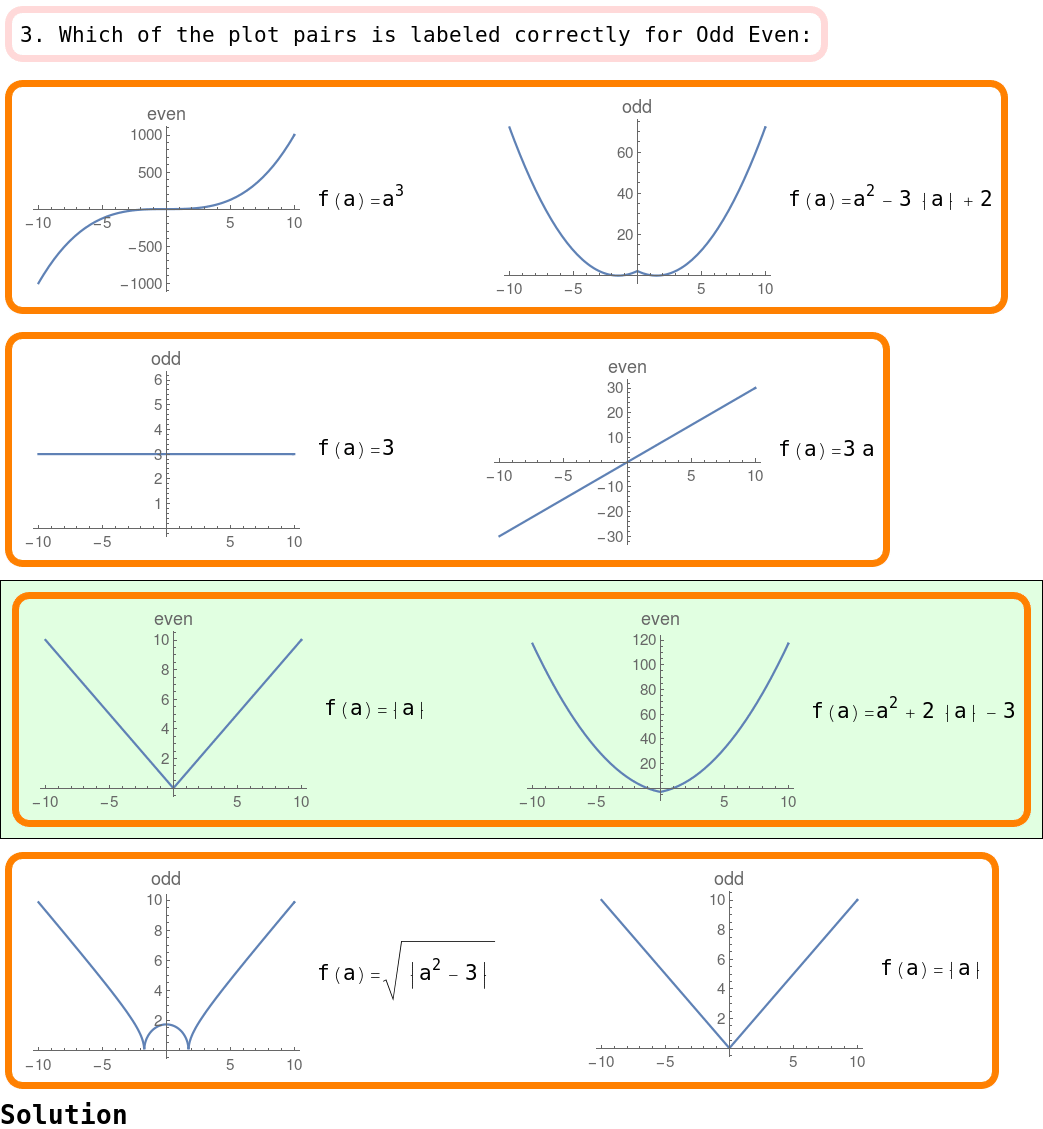 3. Which of the plot pairs is labeled correctly for Odd Even:
even
1000
500
-10 -5 5 10
-500
-1000
f(a)=a³
odd
60
40
20
-10 -5 5 10
f(a)=a² - 3 |a| + 2
odd
6
5
4
3
2
1
-10 -5 5 10
f(a)=3
even
30
20
10
-10 -5 5 10
-10
-20
-30
f(a)=3 a
even
10
8
6
4
2
-10 -5 5 10
f(a)=|a|
even
120
100
80
60
40
20
-10 -5 5 10
f(a)=a² + 2 |a| - 3
odd
10
8
6
4
2
-10 -5 5 10
f(a)=√|a² - 3|
odd
10
8
6
4
2
-10 -5 5 10
f(a)=|a|
Solution